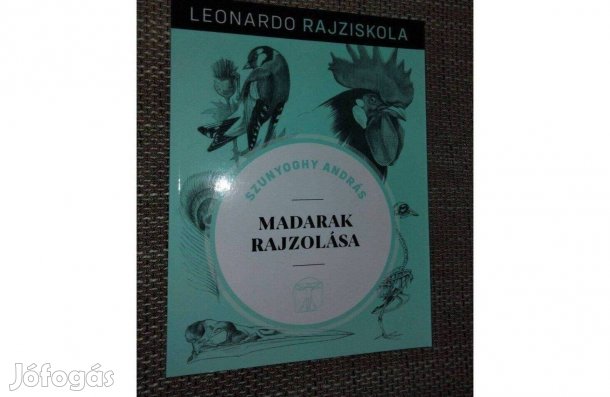 LEONARDO RAJZISKOLA
SZUNYOGHY ANDRÁS
MADARAK
RAJZOLÁSA
Jófogás